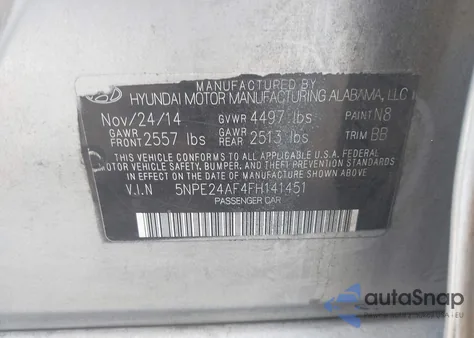 MANUFACTURED BY
HYUNDAI MOTOR MANUFACTURING ALABAMA, LLC
Nov/24/14 GVWR 4497 lbs PAINT N8
GAWR FRONT 2557 lbs GAWR REAR 2513 lbs TRIM BB
THIS VEHICLE CONFORMS TO ALL APPLICABLE U.S.A FEDERAL
MOTOR VEHICLE SAFETY, BUMPER, AND THEFT PREVENTION
STANDARDS IN EFFECT ON THE DATE OF MANUFACTURE SHOWN ABOVE.
V.I.N 5NPE24AF4FH141451
PASSENGER CAR
autoSnap